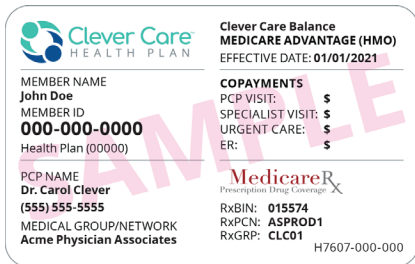 Clever Care™
HEALTH PLAN
Clever Care Balance
MEDICARE ADVANTAGE (HMO)
EFFECTIVE DATE: 01/01/2021
MEMBER NAME
John Doe
MEMBER ID
000-000-0000
Health Plan (00000)
COPAYMENTS
PCP VISIT: $
SPECIALIST VISIT: $
URGENT CARE: $
ER: $
SAMPLE
PCP NAME
Dr. Carol Clever
(555) 555-5555
MEDICAL GROUP/NETWORK
Acme Physician Associates
MedicareRx
Prescription Drug Coverage
RxBIN: 015574
RxPCN: ASPROD1
RxGRP: CLC01
H7607-000-000